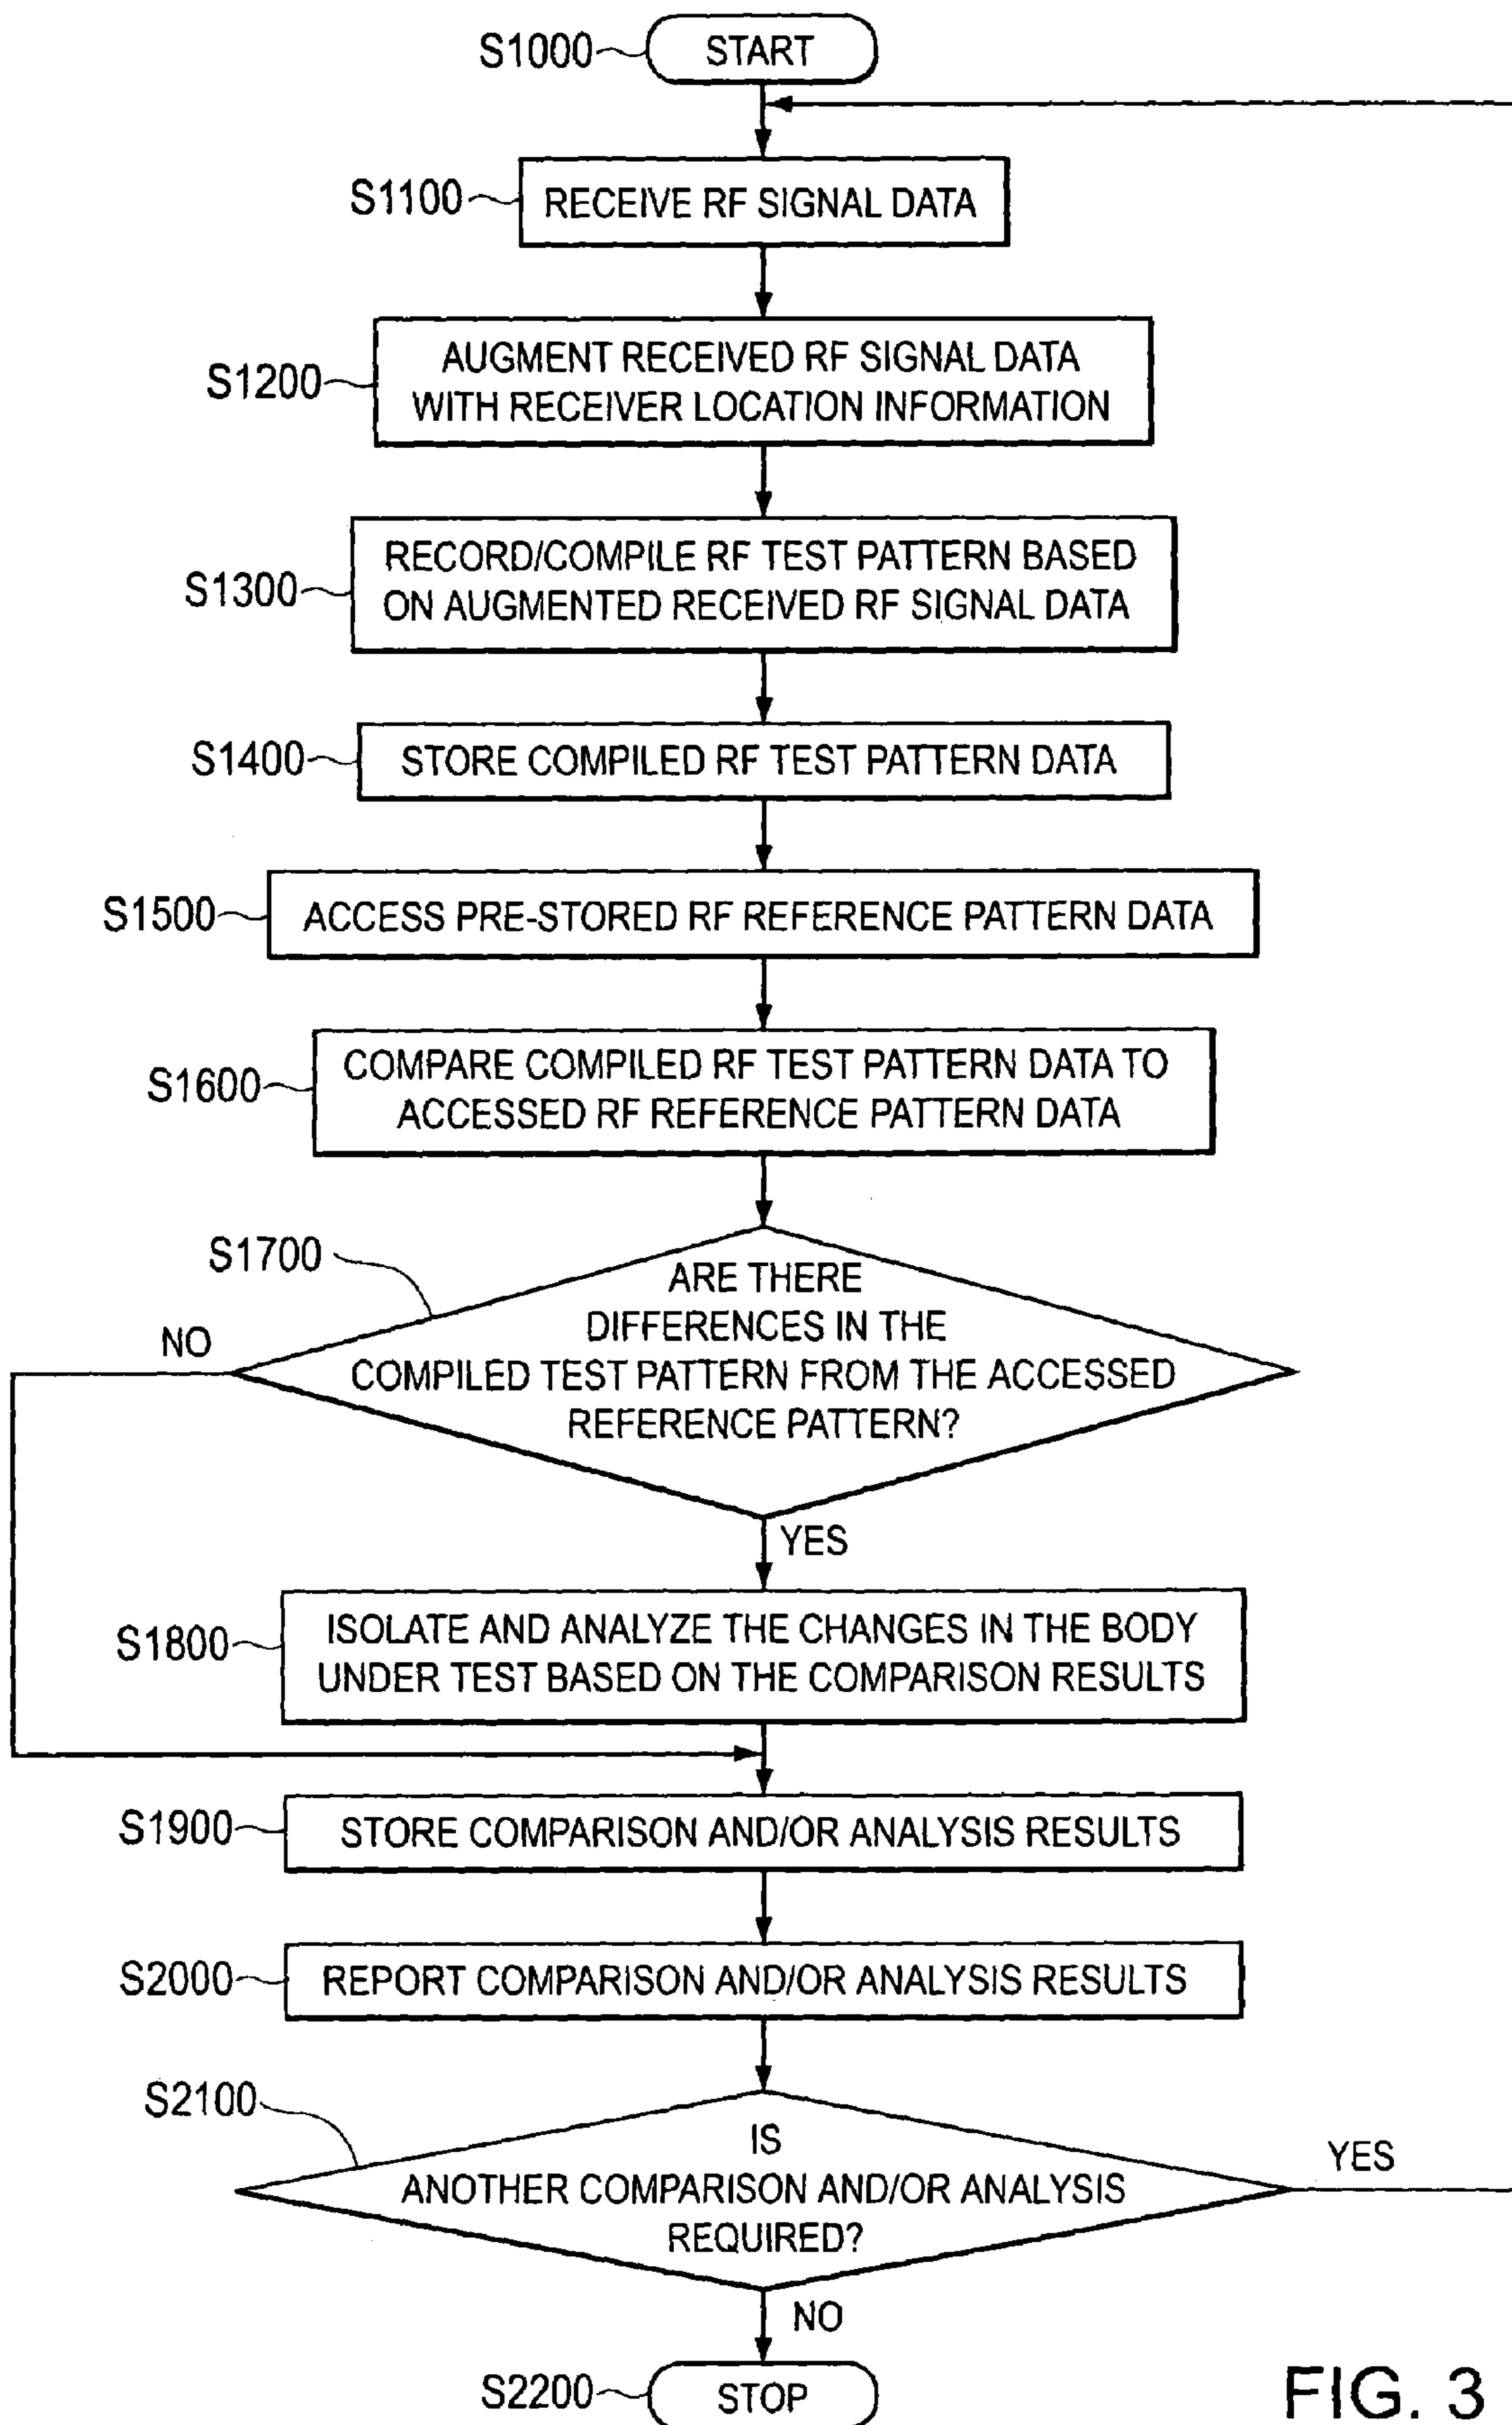 S1000
START
S1100
RECEIVE RF SIGNAL DATA
S1200
AUGMENT RECEIVED RF SIGNAL DATA
WITH RECEIVER LOCATION INFORMATION
S1300
RECORD/COMPILE RF TEST PATTERN BASED
ON AUGMENTED RECEIVED RF SIGNAL DATA
S1400
STORE COMPILED RF TEST PATTERN DATA
S1500
ACCESS PRE-STORED RF REFERENCE PATTERN DATA
S1600
COMPARE COMPILED RF TEST PATTERN DATA TO
ACCESSED RF REFERENCE PATTERN DATA
S1700
ARE THERE
DIFFERENCES IN THE
COMPILED TEST PATTERN FROM THE ACCESSED
REFERENCE PATTERN?
NO
YES
S1800
ISOLATE AND ANALYZE THE CHANGES IN THE BODY
UNDER TEST BASED ON THE COMPARISON RESULTS
S1900
STORE COMPARISON AND/OR ANALYSIS RESULTS
S2000
REPORT COMPARISON AND/OR ANALYSIS RESULTS
S2100
IS
ANOTHER COMPARISON AND/OR ANALYSIS
REQUIRED?
YES
NO
S2200
STOP
FIG. 3